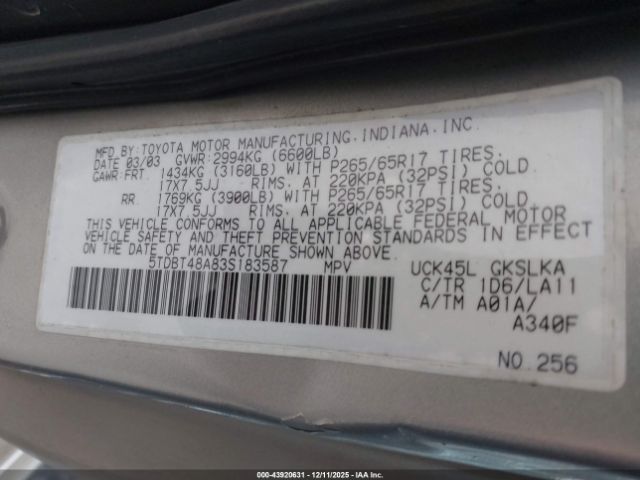 MFD.BY:TOYOTA MOTOR MANUFACTURING.INDIANA.INC.
DATE 03/03 GVWR:2994KG (6600LB)
GAWR:FRT 1434KG (3160LB) WITH P265/65R17 TIRES.
17X7.5JJ RIMS. AT 220KPA (32PSI) COLD
RR 1769KG (3900LB) WITH P265/65R17 TIRES.
17X7.5JJ RIMS. AT 220KPA (32PSI) COLD
THIS VEHICLE CONFORMS TO ALL APPLICABLE FEDERAL MOTOR
VEHICLE SAFETY AND THEFT PREVENTION STANDARDS IN EFFECT
ON THE DATE OF MANUFACTURE SHOWN ABOVE.
5TDBT48A83S183587 MPV UCK45L GKSLKA
C/TR 1D6/LA11
A/TM A01A/
A340F
NO.256
000-43920631 - 12/11/2025 - IAA Inc.